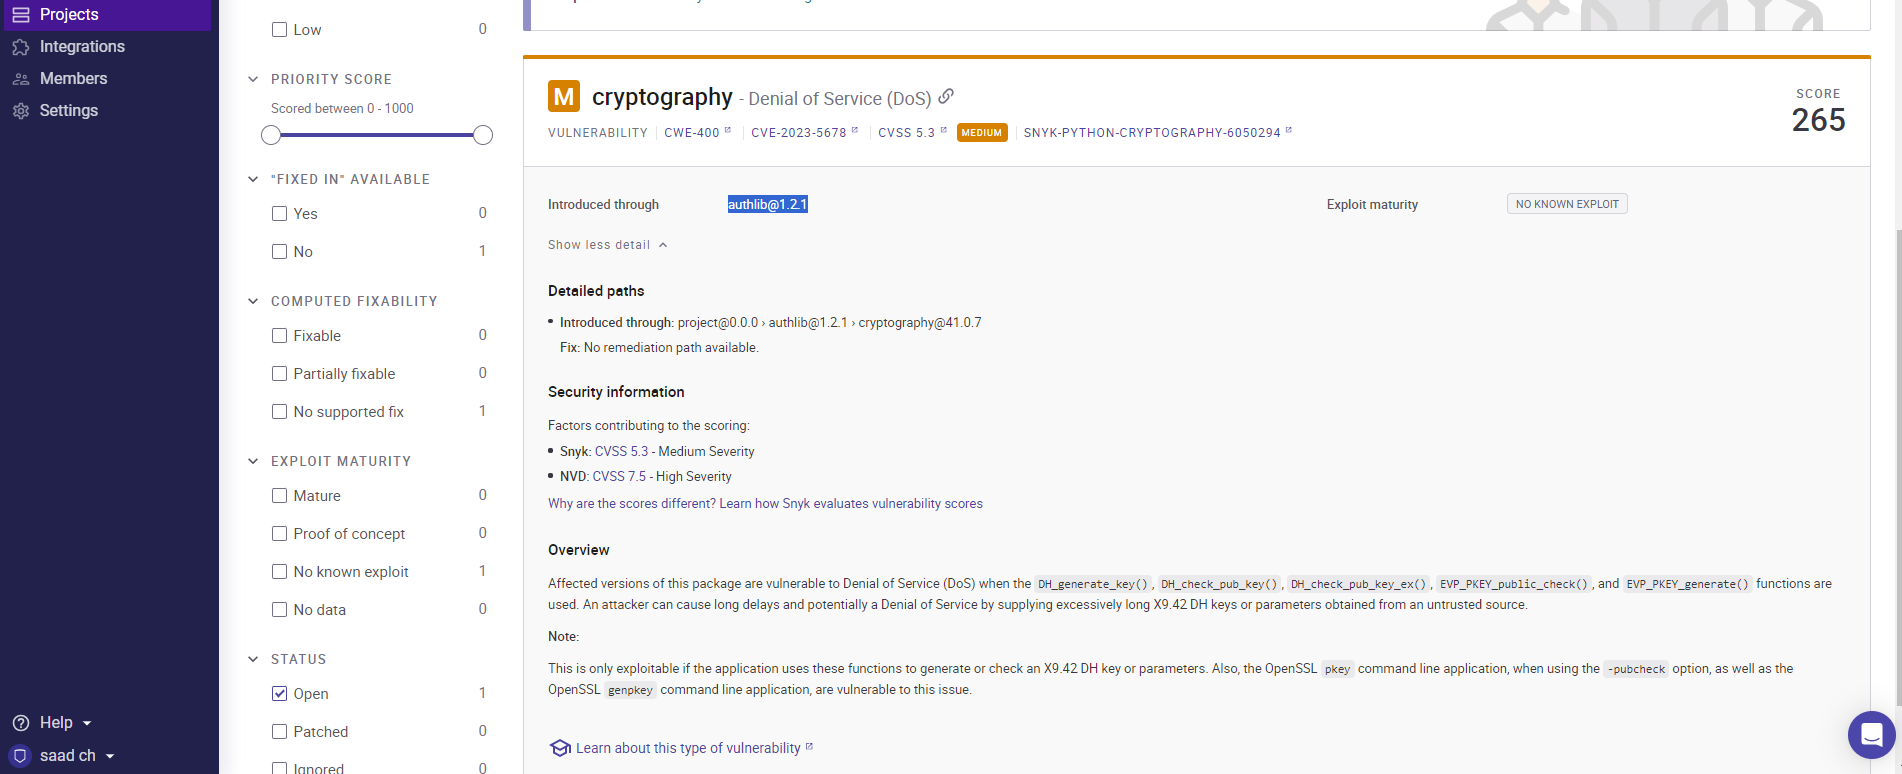 Projects
Integrations
Members
Settings
Help
saad ch
Low 0
PRIORITY SCORE
Scored between 0 - 1000
"FIXED IN" AVAILABLE
Yes 0
No 1
COMPUTED FIXABILITY
Fixable 0
Partially fixable 0
No supported fix 1
EXPLOIT MATURITY
Mature 0
Proof of concept 0
No known exploit 1
No data 0
STATUS
Open 1
Patched 0
Ignored 0
M cryptography - Denial of Service (DoS)
VULNERABILITY CWE-400 CVE-2023-5678 CVSS 5.3 MEDIUM SNYK-PYTHON-CRYPTOGRAPHY-6050294
SCORE
265
Introduced through authlib@1.2.1
Exploit maturity NO KNOWN EXPLOIT
Show less detail
Detailed paths
• Introduced through: project@0.0.0 › authlib@1.2.1 › cryptography@41.0.7
Fix: No remediation path available.
Security information
Factors contributing to the scoring:
• Snyk: CVSS 5.3 - Medium Severity
• NVD: CVSS 7.5 - High Severity
Why are the scores different? Learn how Snyk evaluates vulnerability scores
Overview
Affected versions of this package are vulnerable to Denial of Service (DoS) when the DH_generate_key(), DH_check_pub_key(), DH_check_pub_key_ex(), EVP_PKEY_public_check(), and EVP_PKEY_generate() functions are
used. An attacker can cause long delays and potentially a Denial of Service by supplying excessively long X9.42 DH keys or parameters obtained from an untrusted source.
Note:
This is only exploitable if the application uses these functions to generate or check an X9.42 DH key or parameters. Also, the OpenSSL pkey command line application, when using the -pubcheck option, as well as the
OpenSSL genpkey command line application, are vulnerable to this issue.
Learn about this type of vulnerability